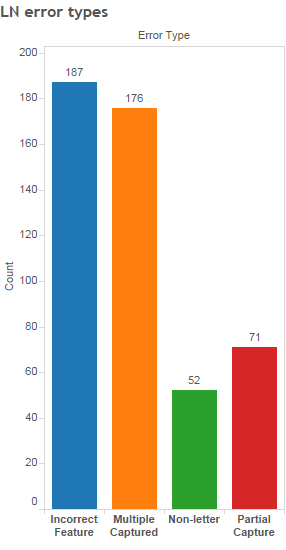 LN error types
Error Type
200
180
160
140
120
100
80
60
40
20
0
Count
187
176
52
71
Incorrect
Feature
Multiple
Captured
Non-letter
Partial
Capture